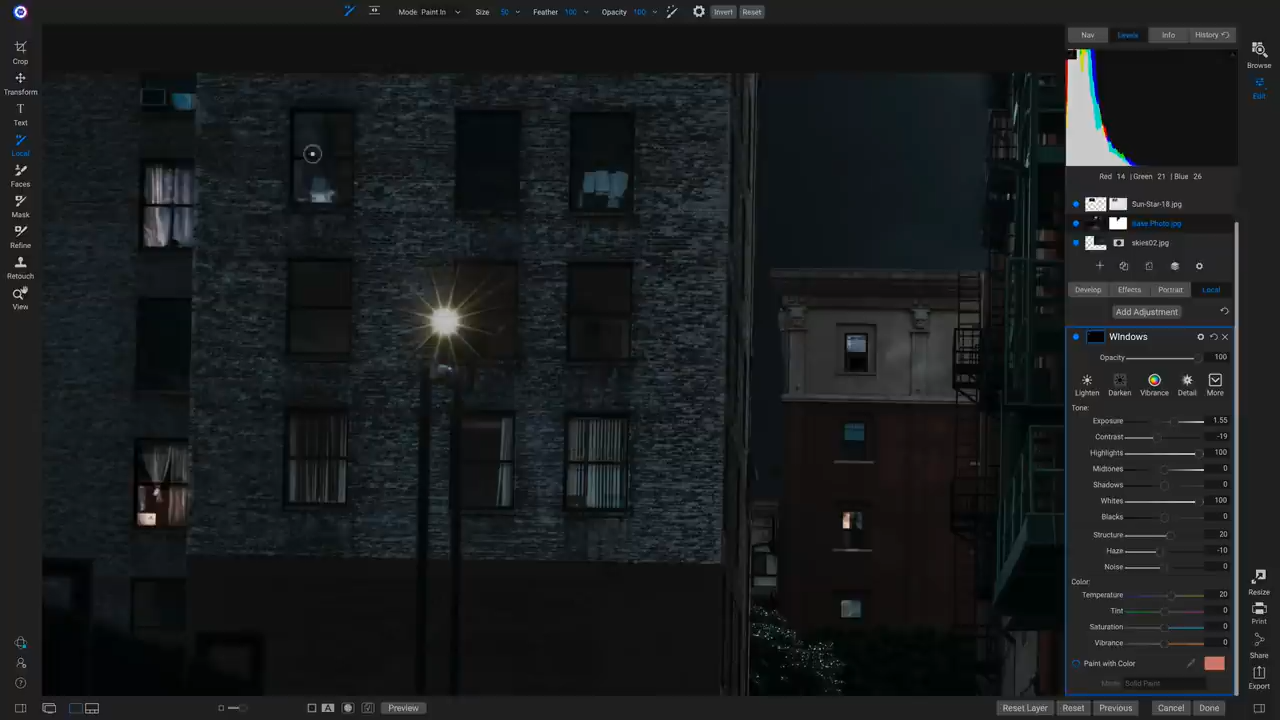 Mode Paint In Size 50 Feather 100 Opacity 100 Invert Reset
Nav Levels Info History
Crop
Transform
Text
Local
Faces
Mask
Refine
Retouch
View
Browse
Edit
Red 14 | Green 21 | Blue 26
Sun-Star-18.jpg
Base Photo.jpg
skies02.jpg
Develop Effects Portrait Local
Add Adjustment
WIndows
Opacity 100
Lighten Darken Vibrance Detail More
Tone:
Exposure 1.55
Contrast -19
Highlights 100
Midtones 0
Shadows 0
Whites 100
Blacks 0
Structure 20
Haze -10
Noise 0
Color:
Temperature 20
Tint 0
Saturation 0
Vibrance 0
Paint with Color
Mode Solid Paint
Resize
Print
Share
Export
A Preview
Reset Layer Reset Previous Cancel Done